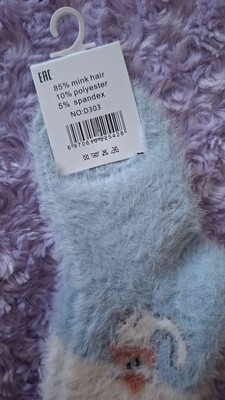 EAC
85% mink hair
10% polyester
5% spandex
NO:D303